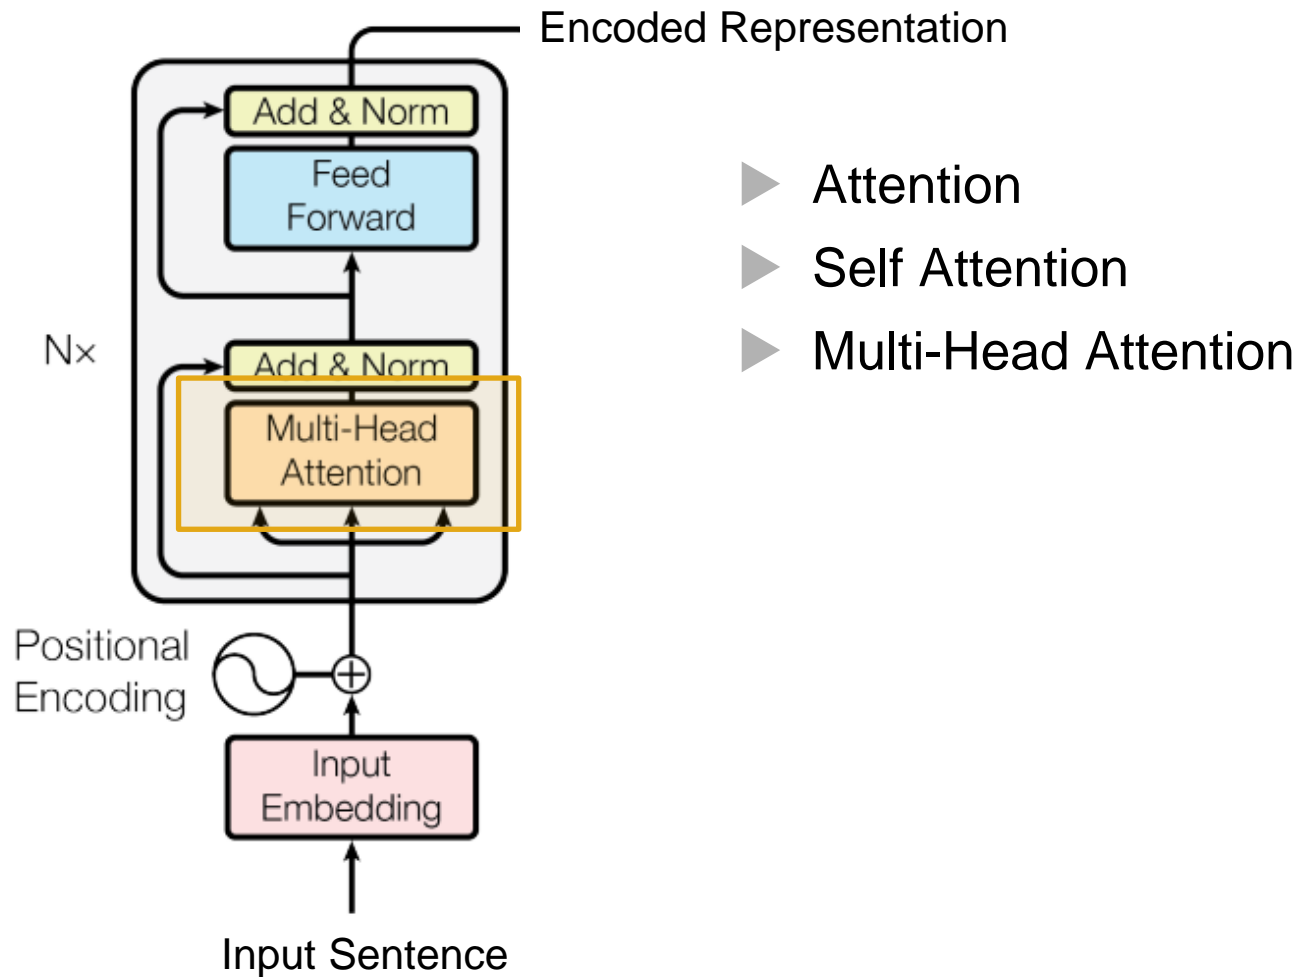 Encoded Representation
Add & Norm
Feed
Forward
Nx
Add & Norm
Multi-Head
Attention
Positional
Encoding
Input
Embedding
Input Sentence
Attention
Self Attention
Multi-Head Attention